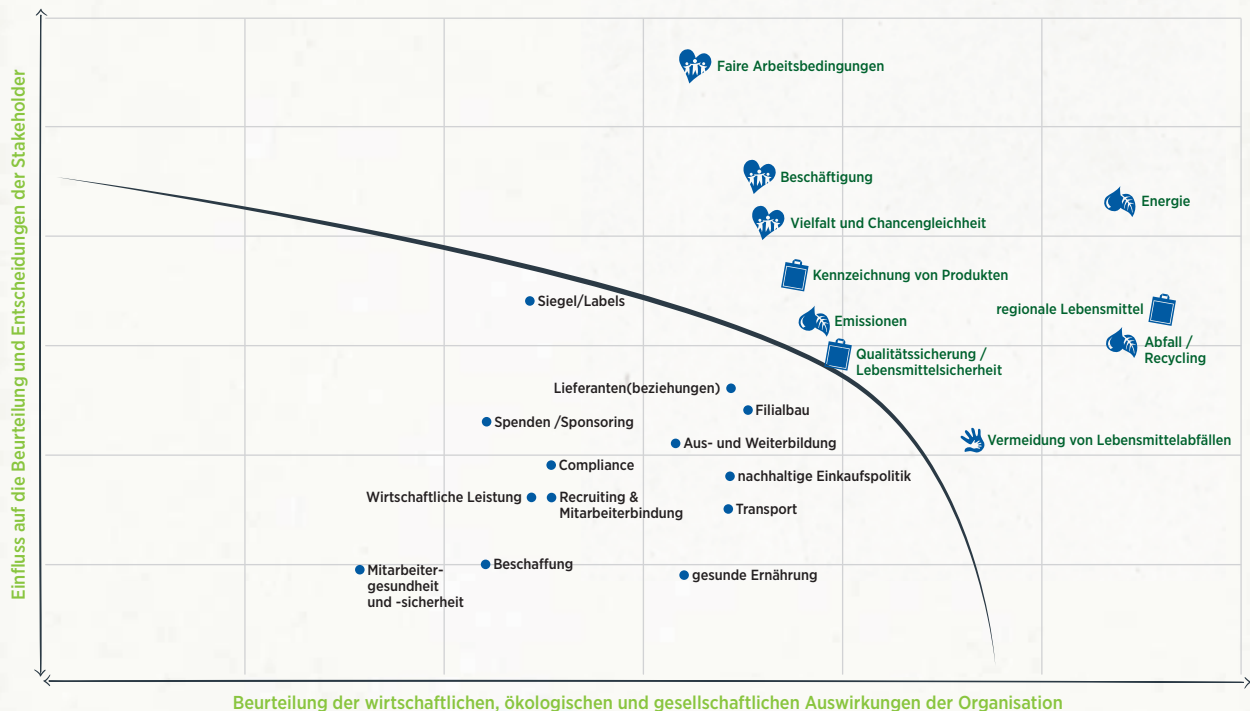 Einfluss auf die Beurteilung und Entscheidungen der Stakeholder
Faire Arbeitsbedingungen
Beschäftigung
Energie
Vielfalt und Chancengleichheit
Kennzeichnung von Produkten
Siegel/Labels
regionale Lebensmittel
Emissionen
Abfall /
Recycling
Qualitätssicherung /
Lebensmittelsicherheit
Lieferanten(beziehungen)
Filialbau
Spenden /Sponsoring
Aus- und Weiterbildung
Vermeidung von Lebensmittelabfällen
Compliance
nachhaltige Einkaufspolitik
Wirtschaftliche Leistung
Recruiting &
Mitarbeiterbindung
Transport
Beschaffung
Mitarbeiter-
gesundheit
und -sicherheit
gesunde Ernährung
Beurteilung der wirtschaftlichen, ökologischen und gesellschaftlichen Auswirkungen der Organisation